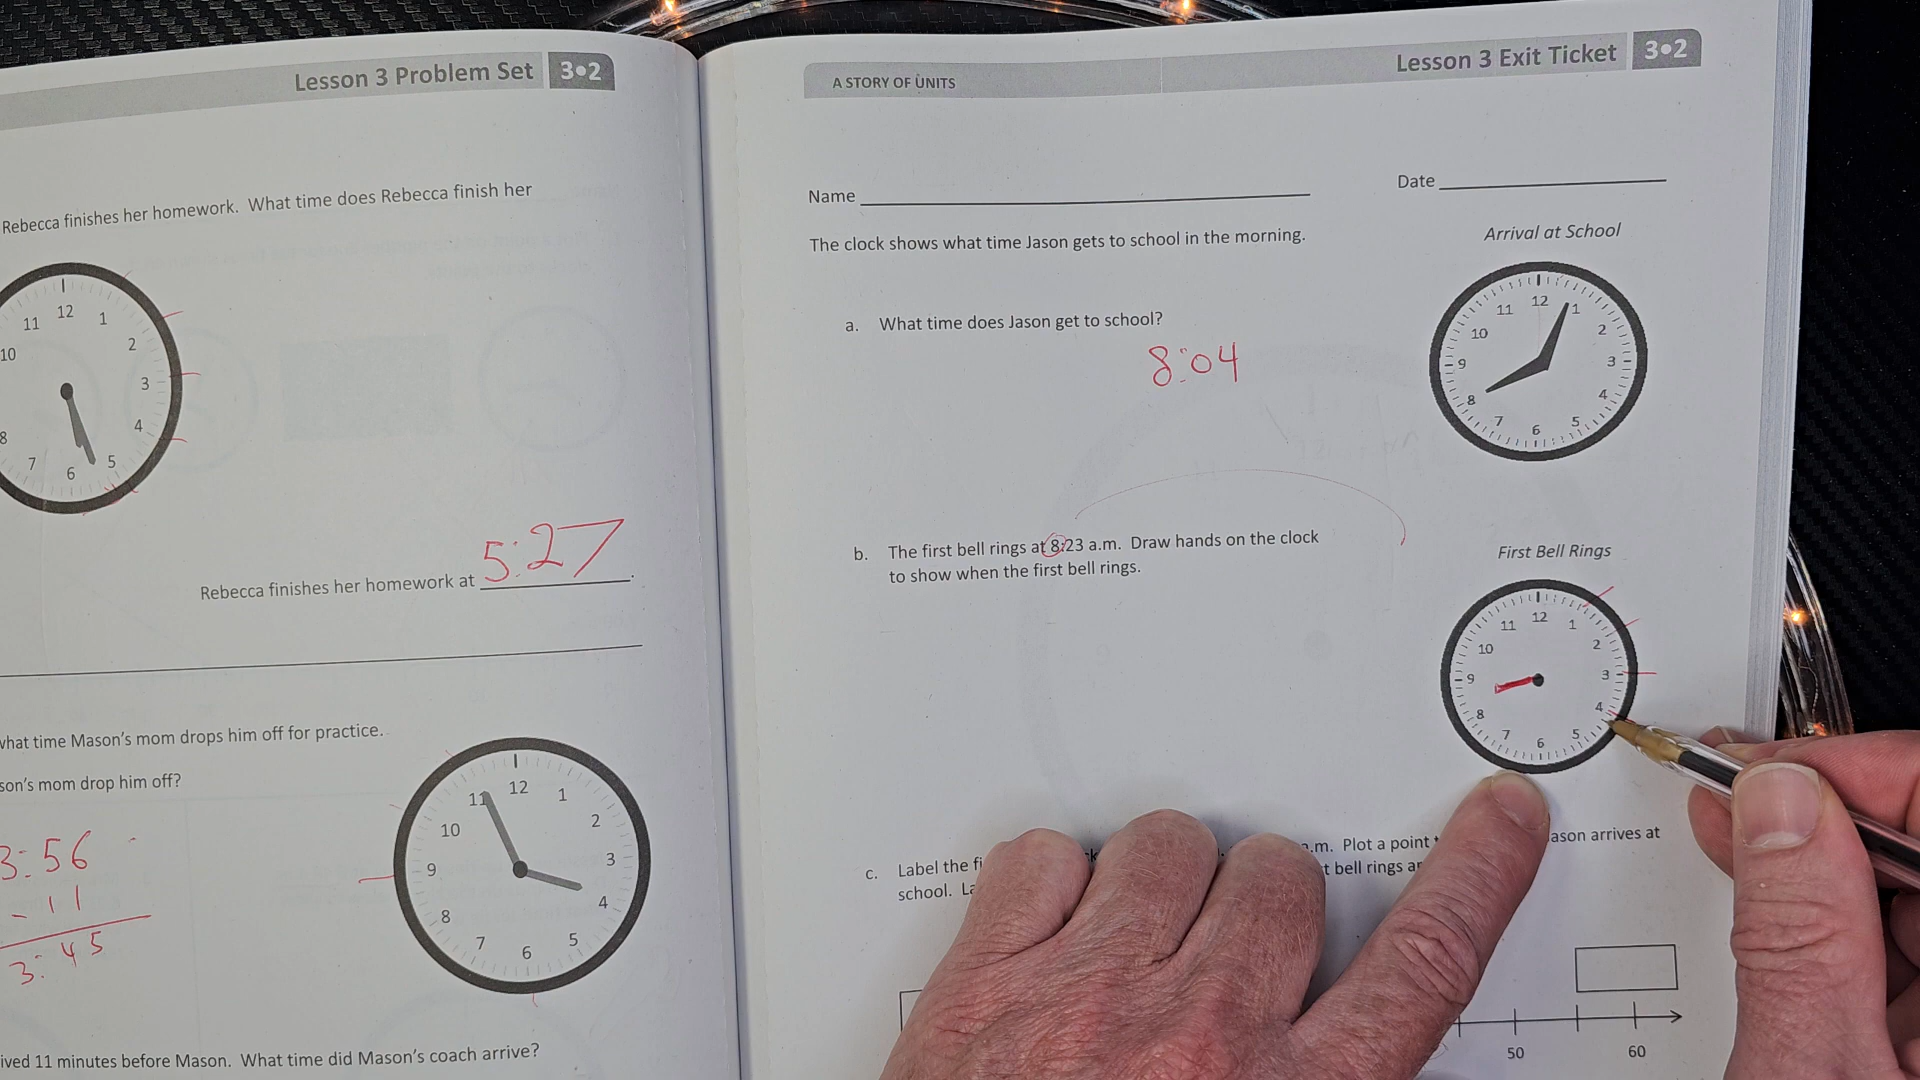 Lesson 3 Problem Set 3•2
Rebecca finishes her homework. What time does Rebecca finish her
12
11 1
10 2
3
8 4
7 6 5
5:27
Rebecca finishes her homework at
what time Mason's mom drops him off for practice.
son's mom drop him off?
3:56
- 11
3:45
12
11 1
10 2
9 3
8 4
7 6 5
ived 11 minutes before Mason. What time did Mason's coach arrive?
A STORY OF UNITS
Lesson 3 Exit Ticket 3•2
Name Date
The clock shows what time Jason gets to school in the morning.
Arrival at School
12
11 1
10 2
9 3
8 4
7 6 5
a. What time does Jason get to school?
8:04
b. The first bell rings at 8:23 a.m. Draw hands on the clock
to show when the first bell rings.
First Bell Rings
12
11 1
10 2
9 3
8 4
7 6 5
c. Label the a.m. Plot a point ason arrives at
school. bell rings
50 60